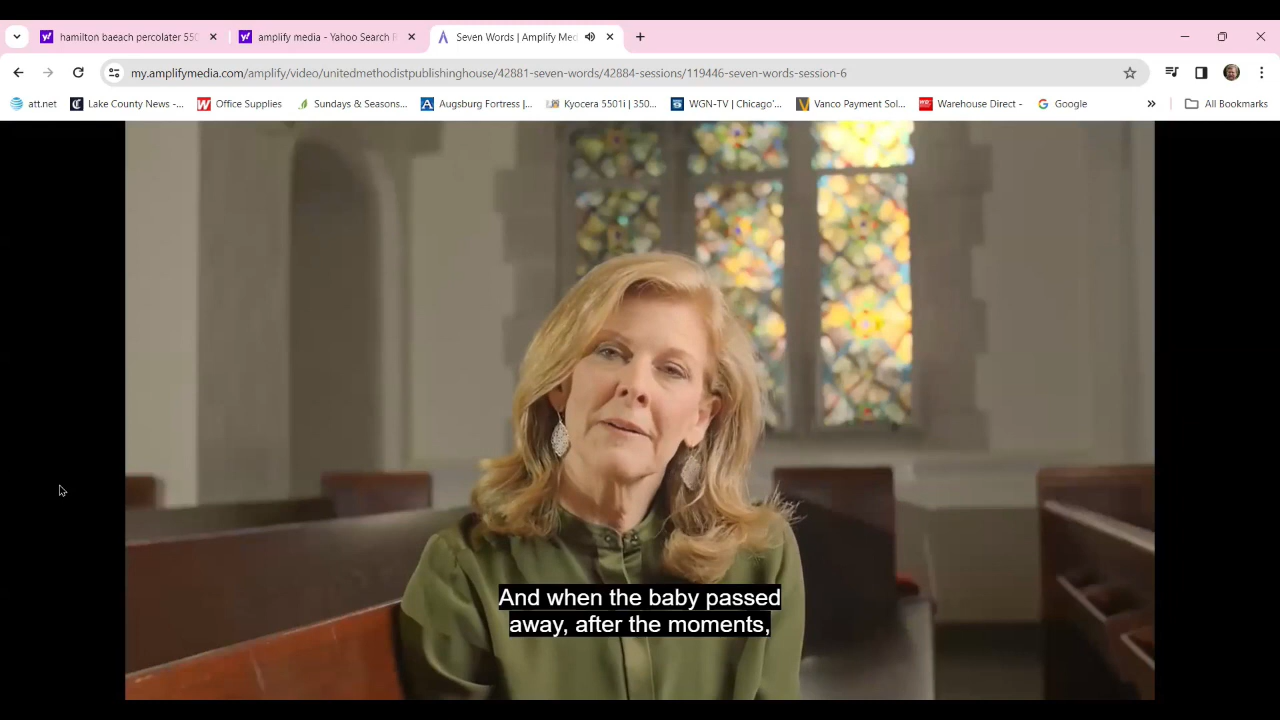 hamilton baeach percolater 550
amplify media - Yahoo Search R
Seven Words | Amplify Med
my.amplifymedia.com/amplify/video/unitedmethodistpublishinghouse/42881-seven-words/42884-sessions/119446-seven-words-session-6
att.net
Lake County News -...
Office Supplies
Sundays & Seasons...
Augsburg Fortress |...
Kyocera 5501i | 350...
WGN-TV | Chicago'...
Vanco Payment Sol...
Warehouse Direct -
Google
All Bookmarks
And when the baby passed
away, after the moments,